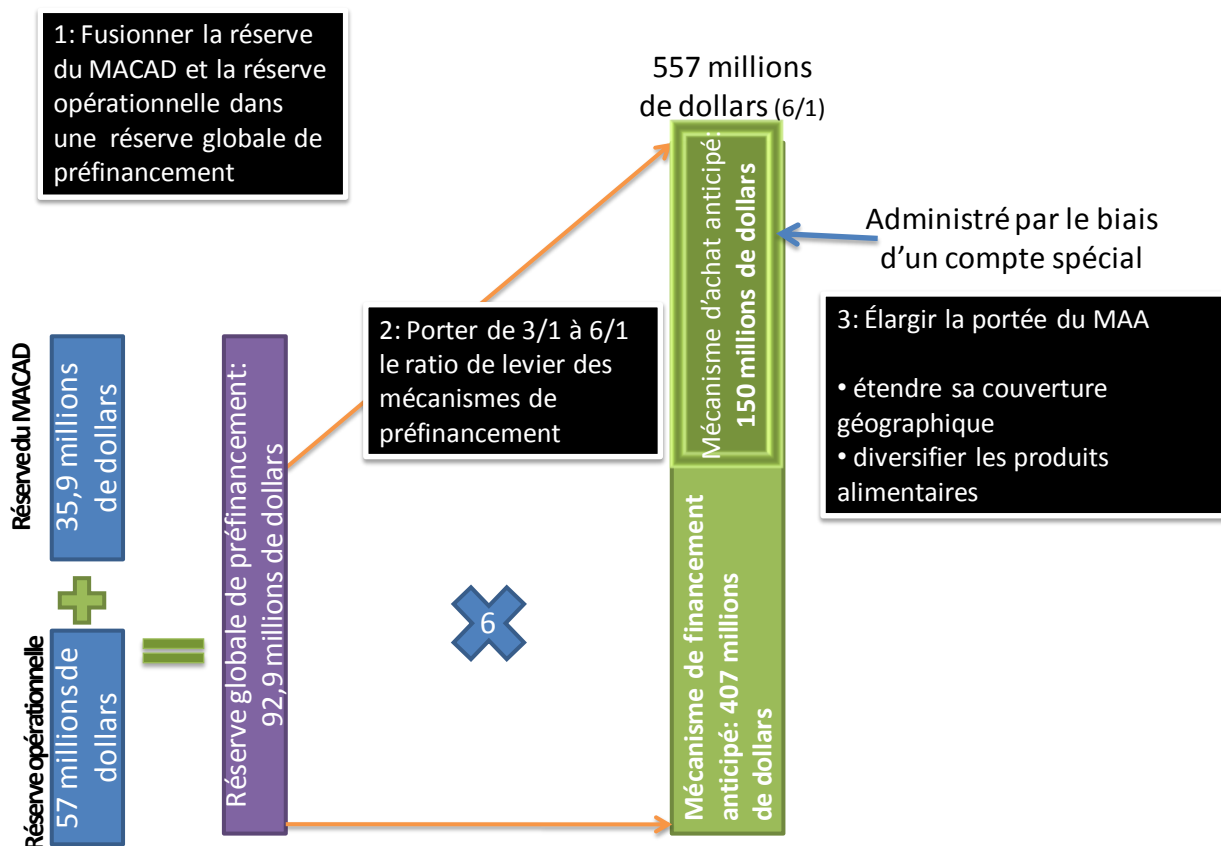 1: Fusionner la réserve
du MACAD et la réserve
opérationnelle dans
une réserve globale de
préfinancement
557 millions
de dollars (6/1)
Mécanisme d'achat anticipé:
150 millions de dollars
Administré par le biais
d'un compte spécial
2: Porter de 3/1 à 6/1
le ratio de levier des
mécanismes de
préfinancement
3: Élargir la portée du MAA
• étendre sa couverture
géographique
• diversifier les produits
alimentaires
Réserve du MACAD
35,9 millions
de dollars
Réserve opérationnelle
57 millions de
dollars
Réserve globale de préfinancement:
92,9 millions de dollars
6
Mécanisme de financement
anticipé: 407 millions
de dollars